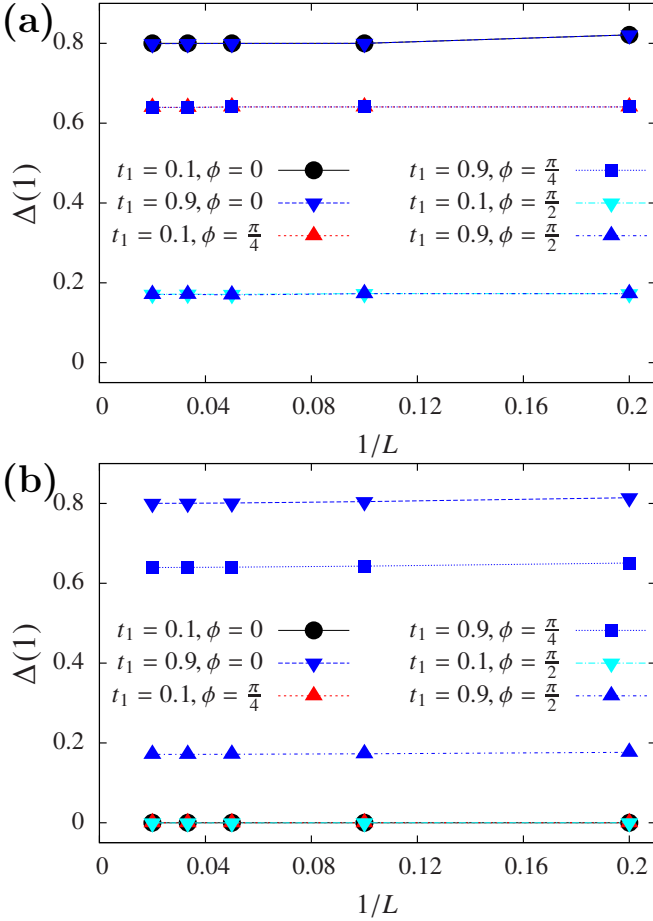 (a)
0.8
0.6
0.4
0.2
0
Δ(1)
t₁ = 0.1, ϕ = 0
t₁ = 0.9, ϕ = 0
t₁ = 0.1, ϕ = π/4
t₁ = 0.9, ϕ = π/4
t₁ = 0.1, ϕ = π/2
t₁ = 0.9, ϕ = π/2
0 0.04 0.08 0.12 0.16 0.2
1/L
(b)
0.8
0.6
0.4
0.2
0
Δ(1)
t₁ = 0.1, ϕ = 0
t₁ = 0.9, ϕ = 0
t₁ = 0.1, ϕ = π/4
t₁ = 0.9, ϕ = π/4
t₁ = 0.1, ϕ = π/2
t₁ = 0.9, ϕ = π/2
0 0.04 0.08 0.12 0.16 0.2
1/L